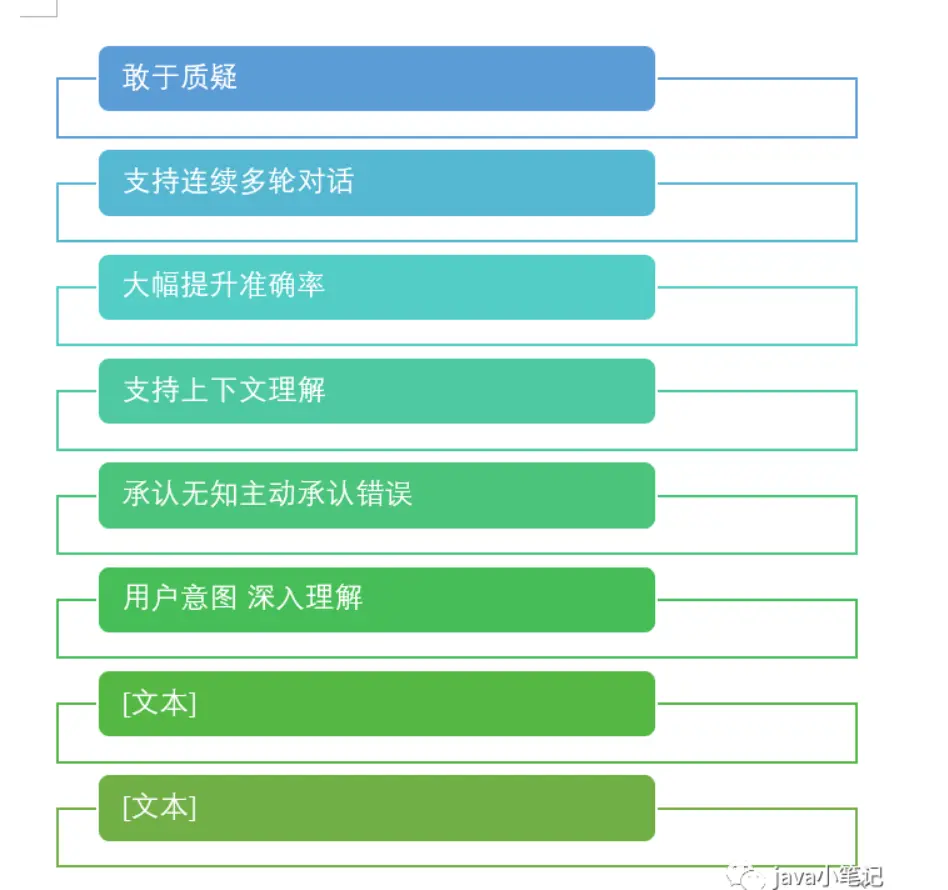 敢于质疑
支持连续多轮对话
大幅提升准确率
支持上下文理解
承认无知主动承认错误
用户意图 深入理解
[文本]
[文本]
java小笔记